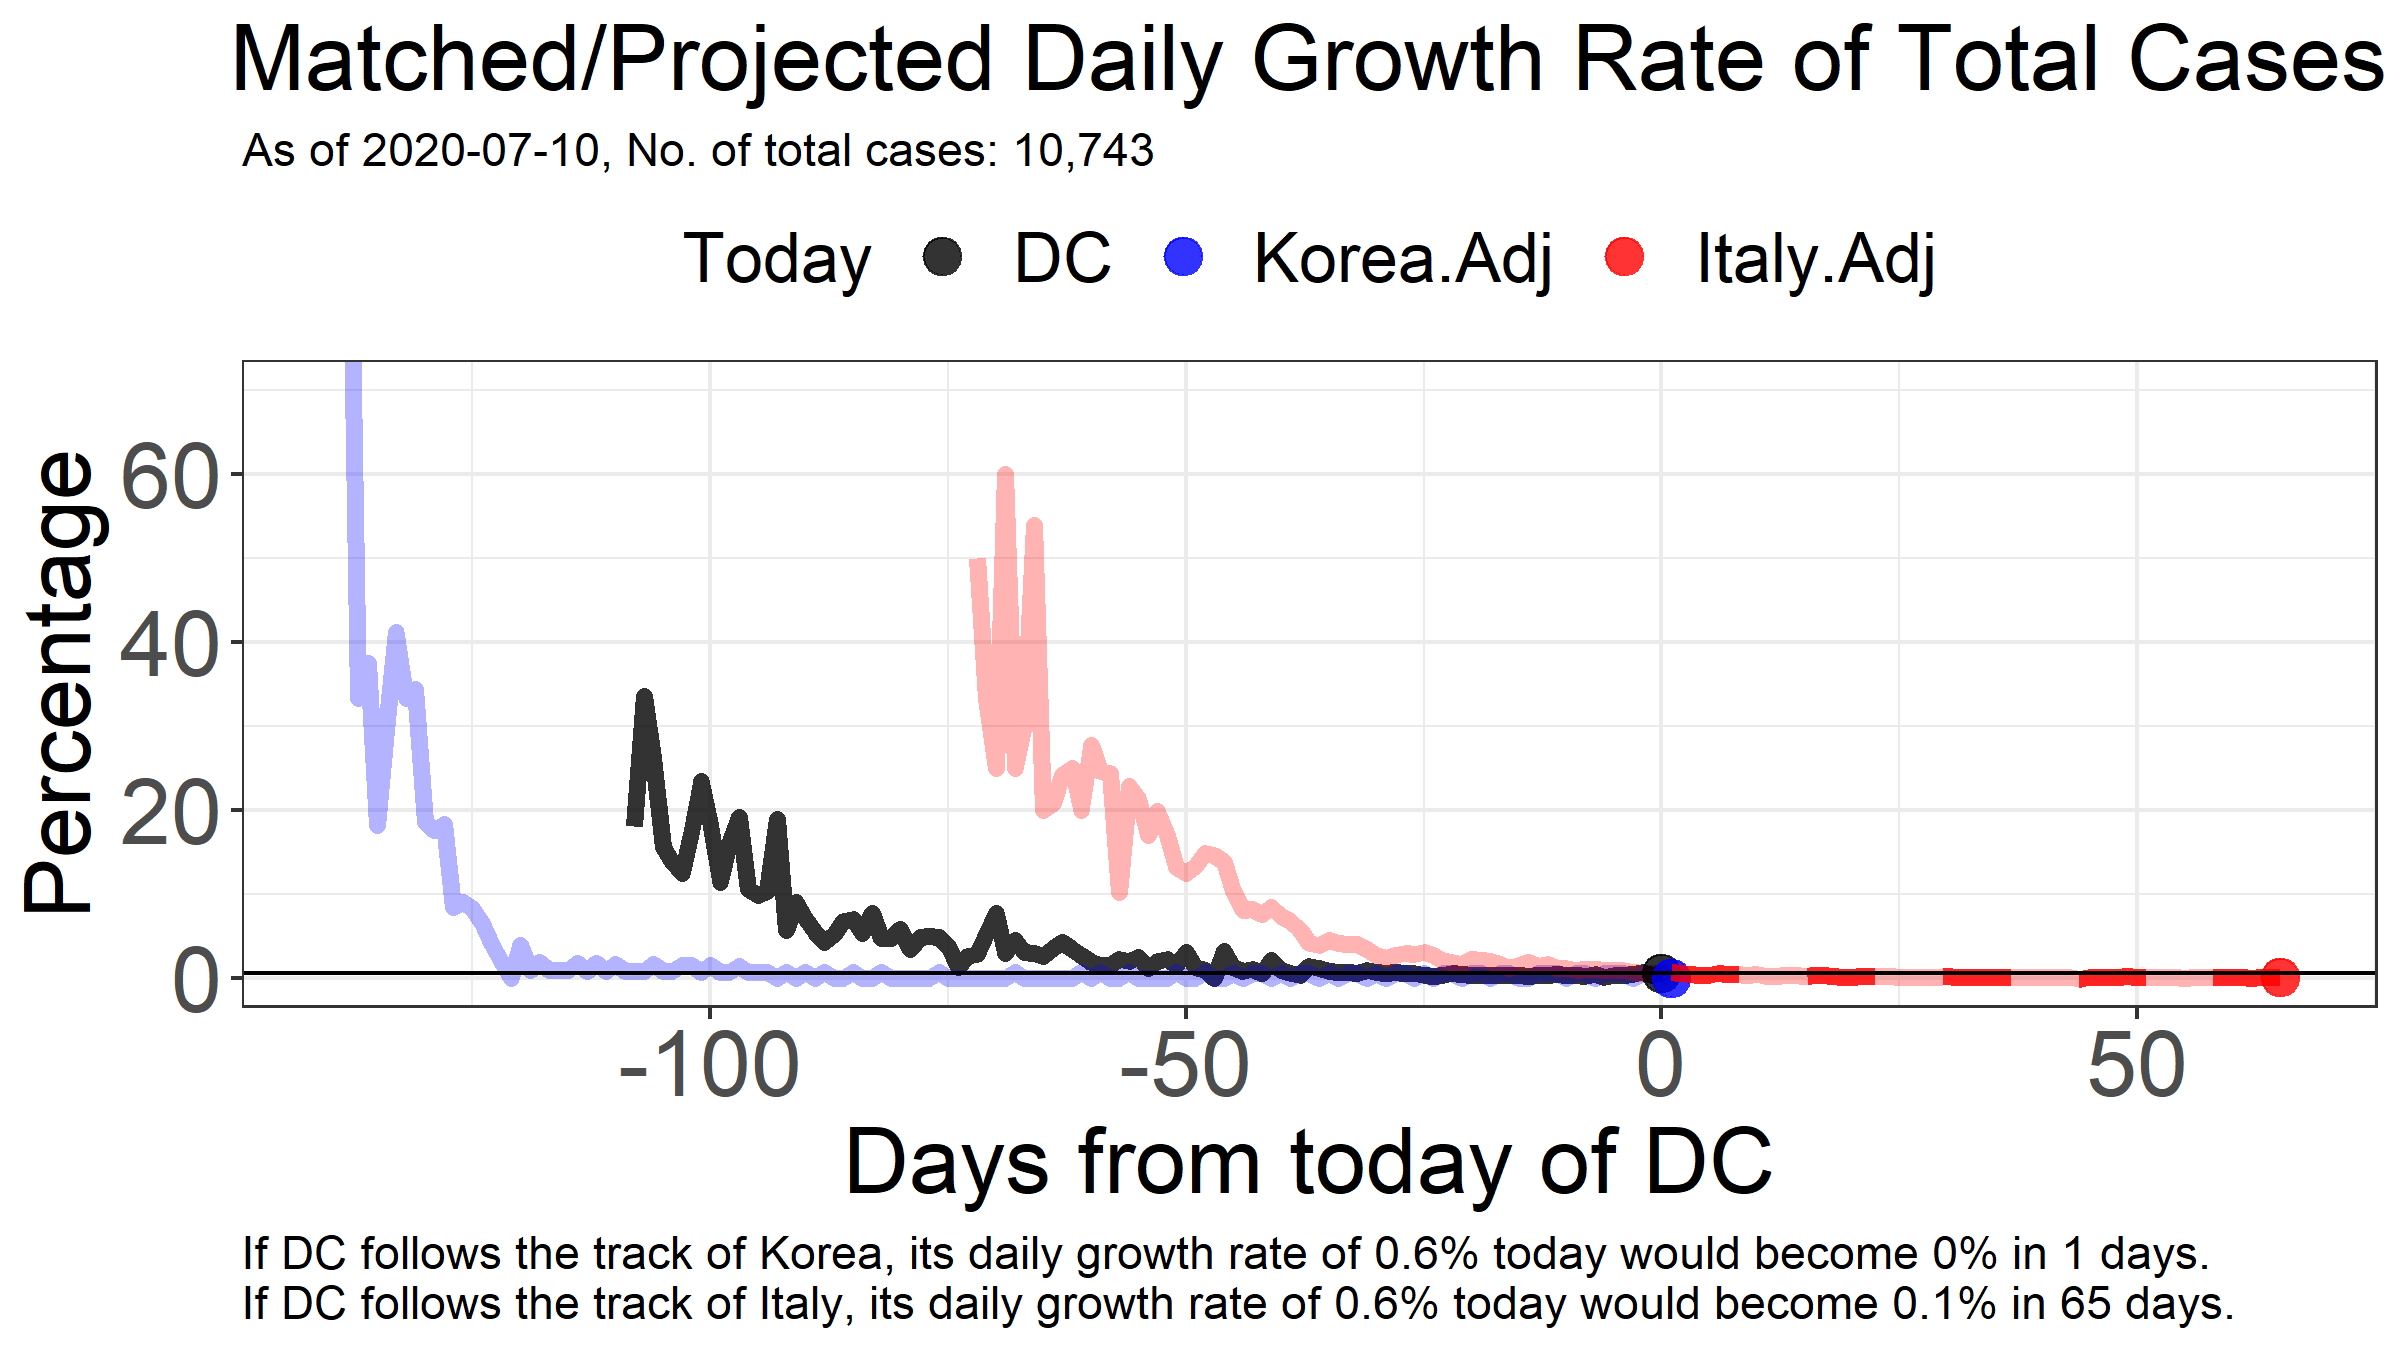 Matched/Projected Daily Growth Rate of Total Cases
As of 2020-07-10, No. of total cases: 10,743
Today DC Korea.Adj Italy.Adj
Percentage
60
40
20
0
-100 -50 0 50
Days from today of DC
If DC follows the track of Korea, its daily growth rate of 0.6% today would become 0% in 1 days.
If DC follows the track of Italy, its daily growth rate of 0.6% today would become 0.1% in 65 days.